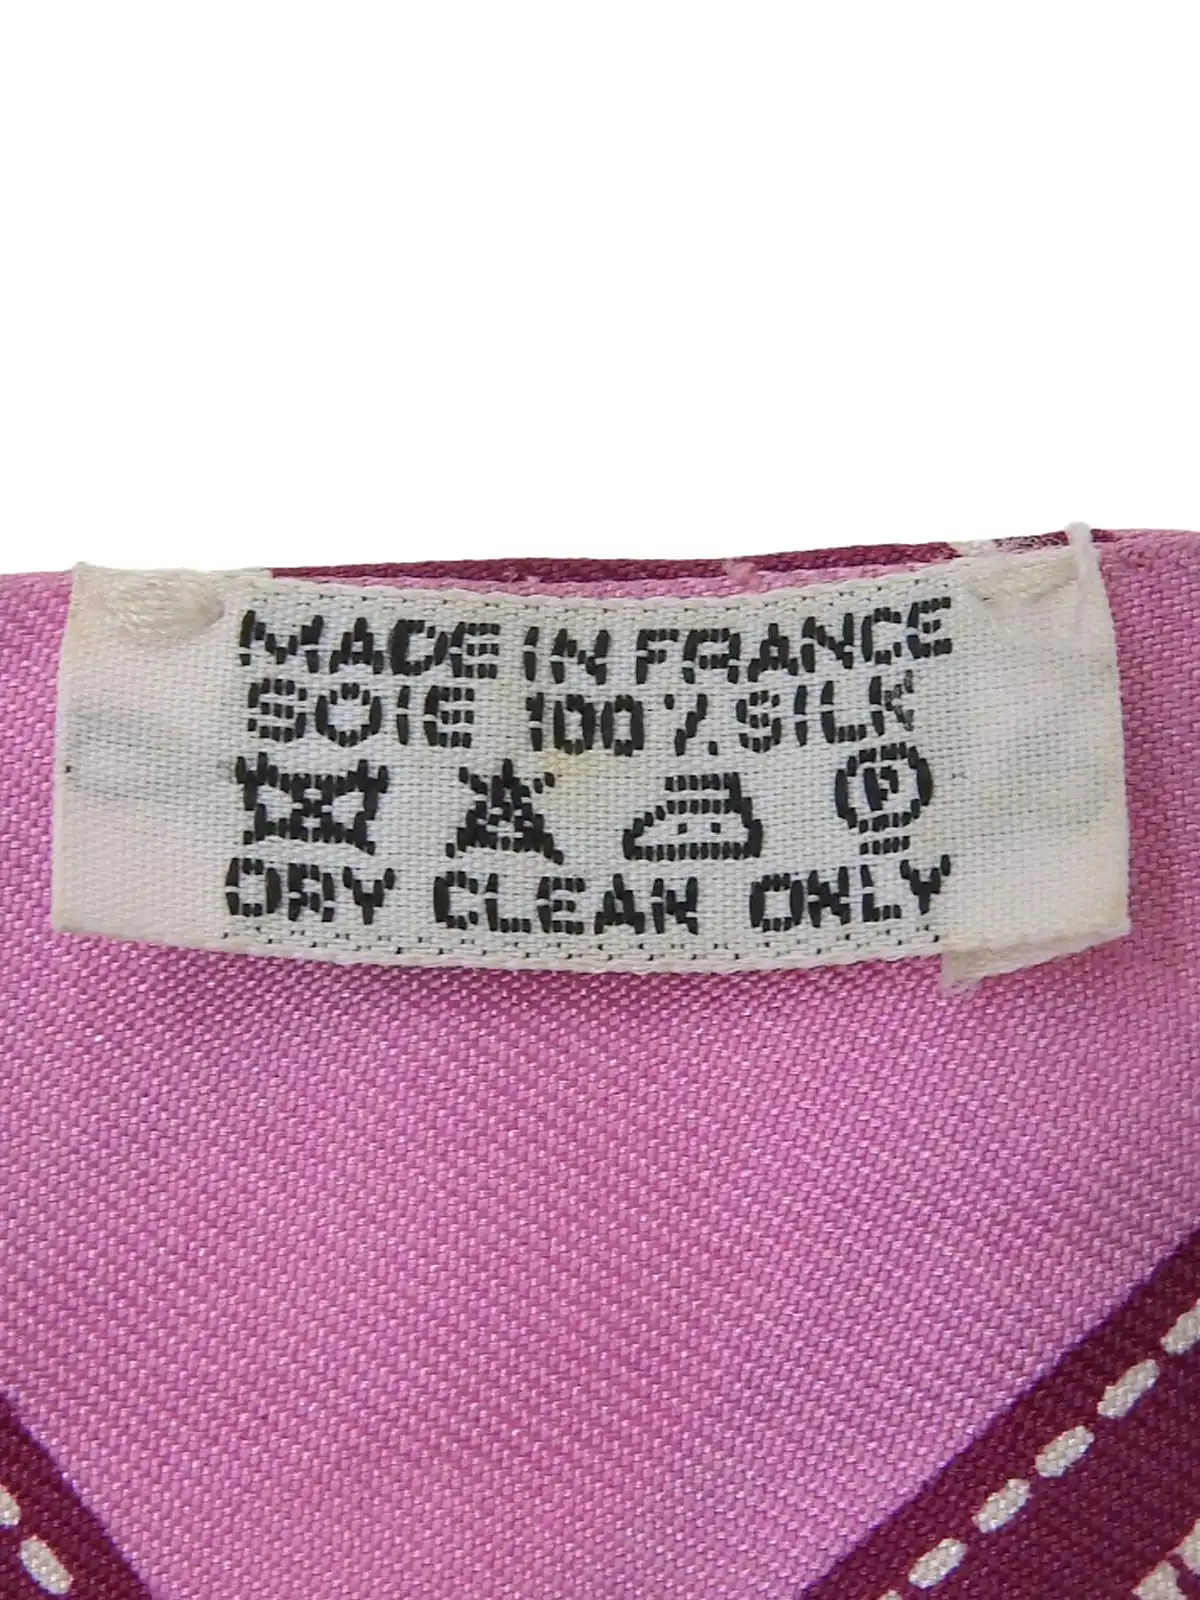 MADE IN FRANCE
SOIE 100% SILK
P
DRY CLEAN ONLY